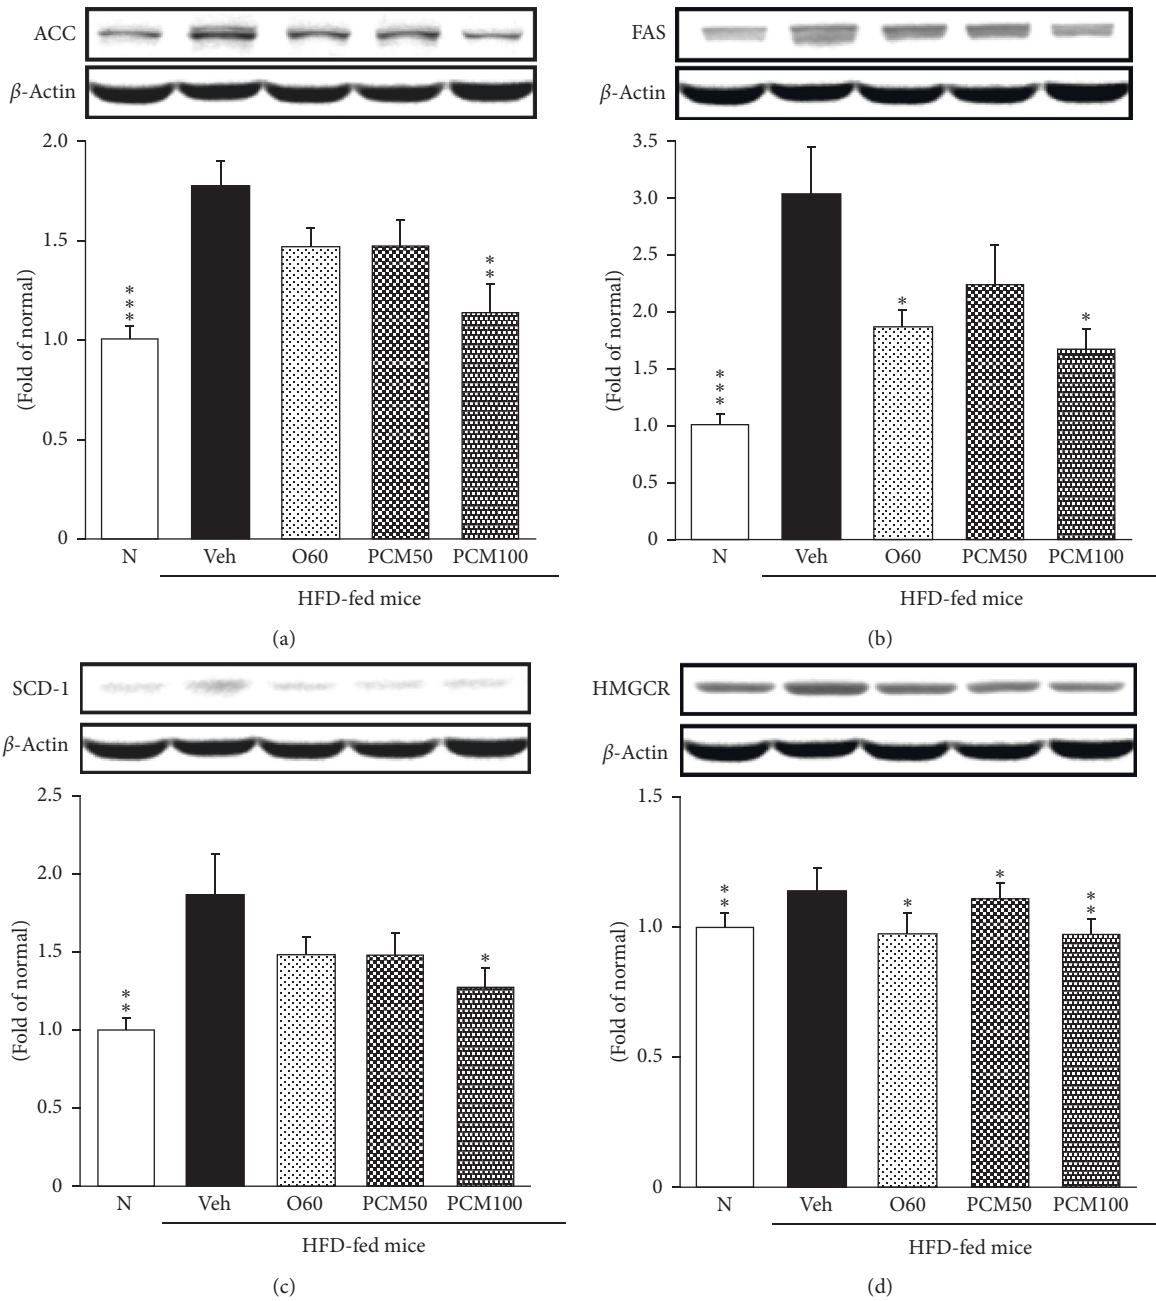 ACC
β-Actin
2.0
1.5
1.0
0.5
0
(Fold of normal)
***
**
N Veh O60 PCM50 PCM100
HFD-fed mice
(a)
FAS
β-Actin
3.5
3.0
2.5
2.0
1.5
1.0
0.5
0
(Fold of normal)
***
*
*
N Veh O60 PCM50 PCM100
HFD-fed mice
(b)
SCD-1
β-Actin
2.5
2.0
1.5
1.0
0.5
0
(Fold of normal)
**
*
N Veh O60 PCM50 PCM100
HFD-fed mice
(c)
HMGCR
β-Actin
1.5
1.0
0.5
0
(Fold of normal)
**
*
*
**
N Veh O60 PCM50 PCM100
HFD-fed mice
(d)